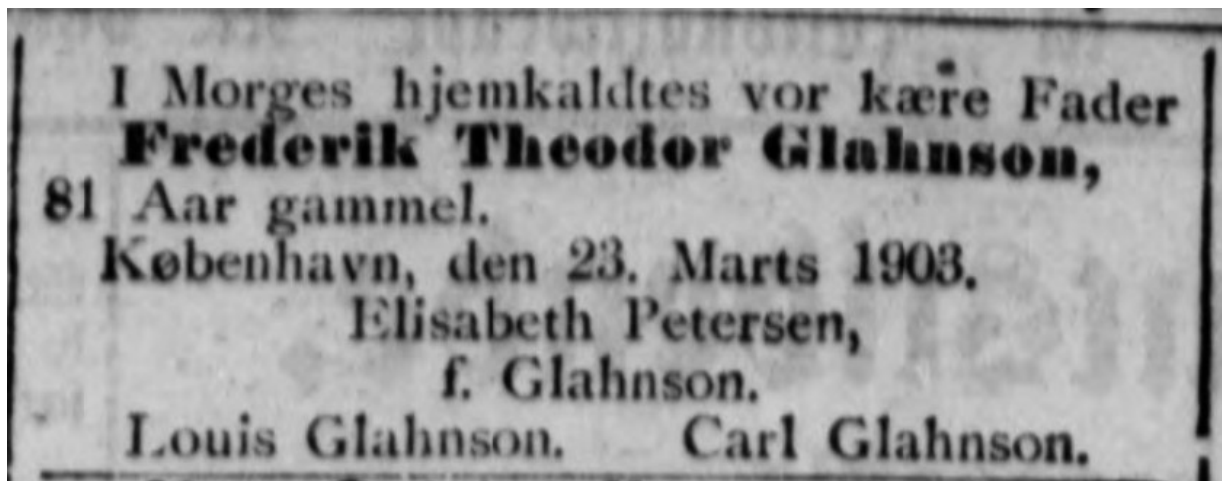 I Morges hjemkaldtes vor kære Fader
Frederik Theodor Glahnson,
81 Aar gammel.
København, den 23. Marts 1903.
Elisabeth Petersen,
f. Glahnson.
Louis Glahnson. Carl Glahnson.